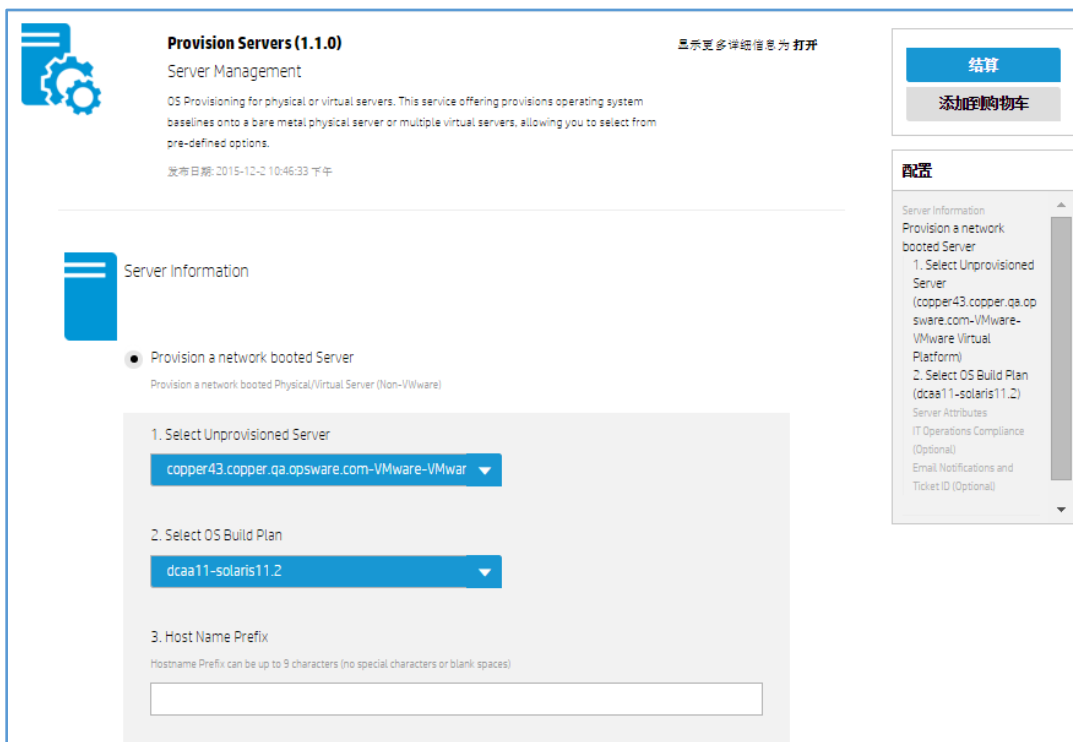 Provision Servers (1.1.0)
显示更多详细信息为 打开
Server Management
OS Provisioning for physical or virtual servers. This service offering provisions operating system
baselines onto a bare metal physical server or multiple virtual servers, allowing you to select from
pre-defined options.
发布日期: 2015-12-2 10:46:33 下午
结算
添加到购物车
配置
Server Information
Provision a network
booted Server
1. Select Unprovisioned
Server
(copper43.copper.qa.op
sware.com-VMware-
VMware Virtual
Platform)
2. Select OS Build Plan
(dcaa11-solaris11.2)
Server Attributes
IT Operations Compliance
(Optional)
Email Notifications and
Ticket ID (Optional)
Server Information
Provision a network booted Server
Provision a network booted Physical/Virtual Server (Non-VWware)
1. Select Unprovisioned Server
copper43.copper.qa.opsware.com-VMware-VMwar
2. Select OS Build Plan
dcaa11-solaris11.2
3. Host Name Prefix
Hostname Prefix can be up to 9 characters (no special characters or blank spaces)